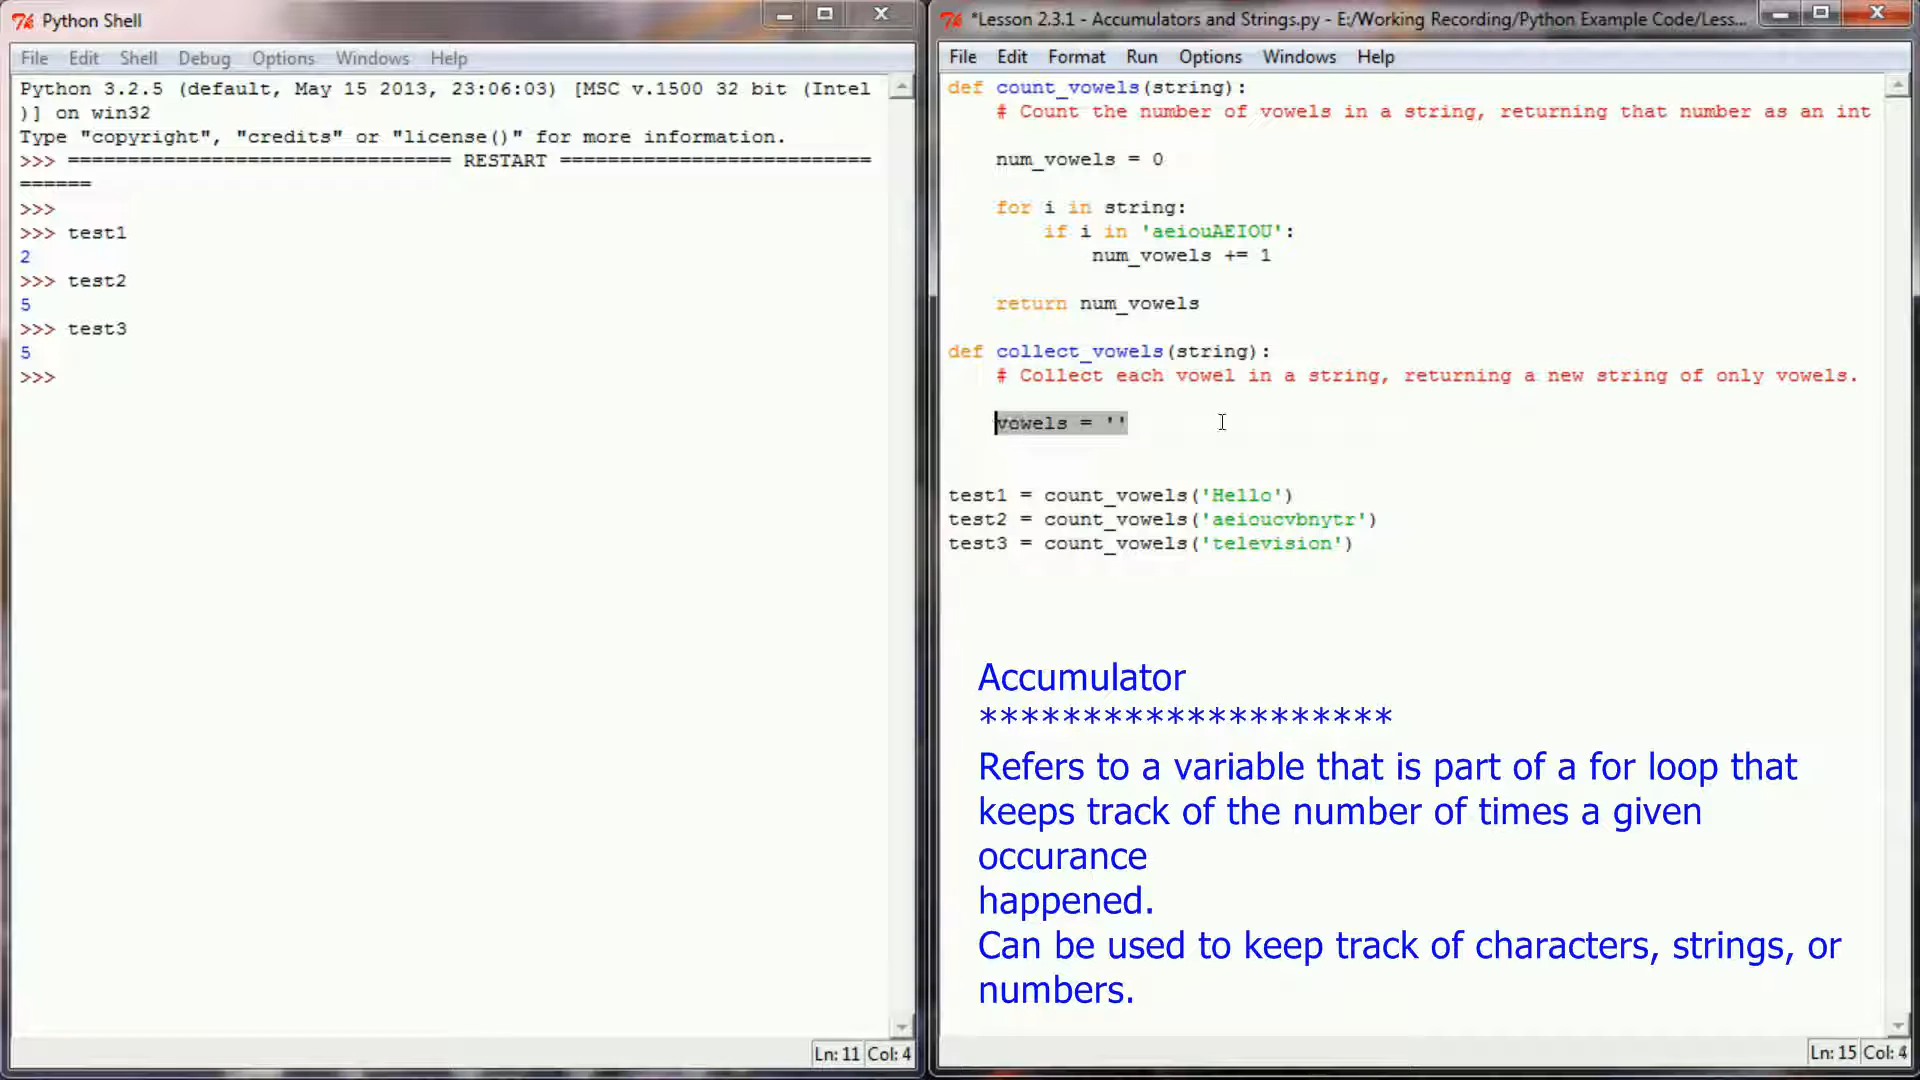 Python Shell
File Edit Shell Debug Options Windows Help
Python 3.2.5 (default, May 15 2013, 23:06:03) [MSC v.1500 32 bit (Intel
)] on win32
Type "copyright", "credits" or "license()" for more information.
>>> ================================ RESTART ==========================
======
>>>
>>> test1
2
>>> test2
5
>>> test3
5
>>>
Ln: 11 Col: 4
*Lesson 2.3.1 - Accumulators and Strings.py - E:/Working Recording/Python Example Code/Less...
File Edit Format Run Options Windows Help
def count_vowels(string):
    # Count the number of vowels in a string, returning that number as an int
    num_vowels = 0
    for i in string:
        if i in 'aeiouAEIOU':
            num_vowels += 1
    return num_vowels
def collect_vowels(string):
    # Collect each vowel in a string, returning a new string of only vowels.
    vowels = ''
test1 = count_vowels('Hello')
test2 = count_vowels('aeioucvbnytr')
test3 = count_vowels('television')
Accumulator
********************
Refers to a variable that is part of a for loop that
keeps track of the number of times a given
occurance
happened.
Can be used to keep track of characters, strings, or
numbers.
Ln: 15 Col: 4